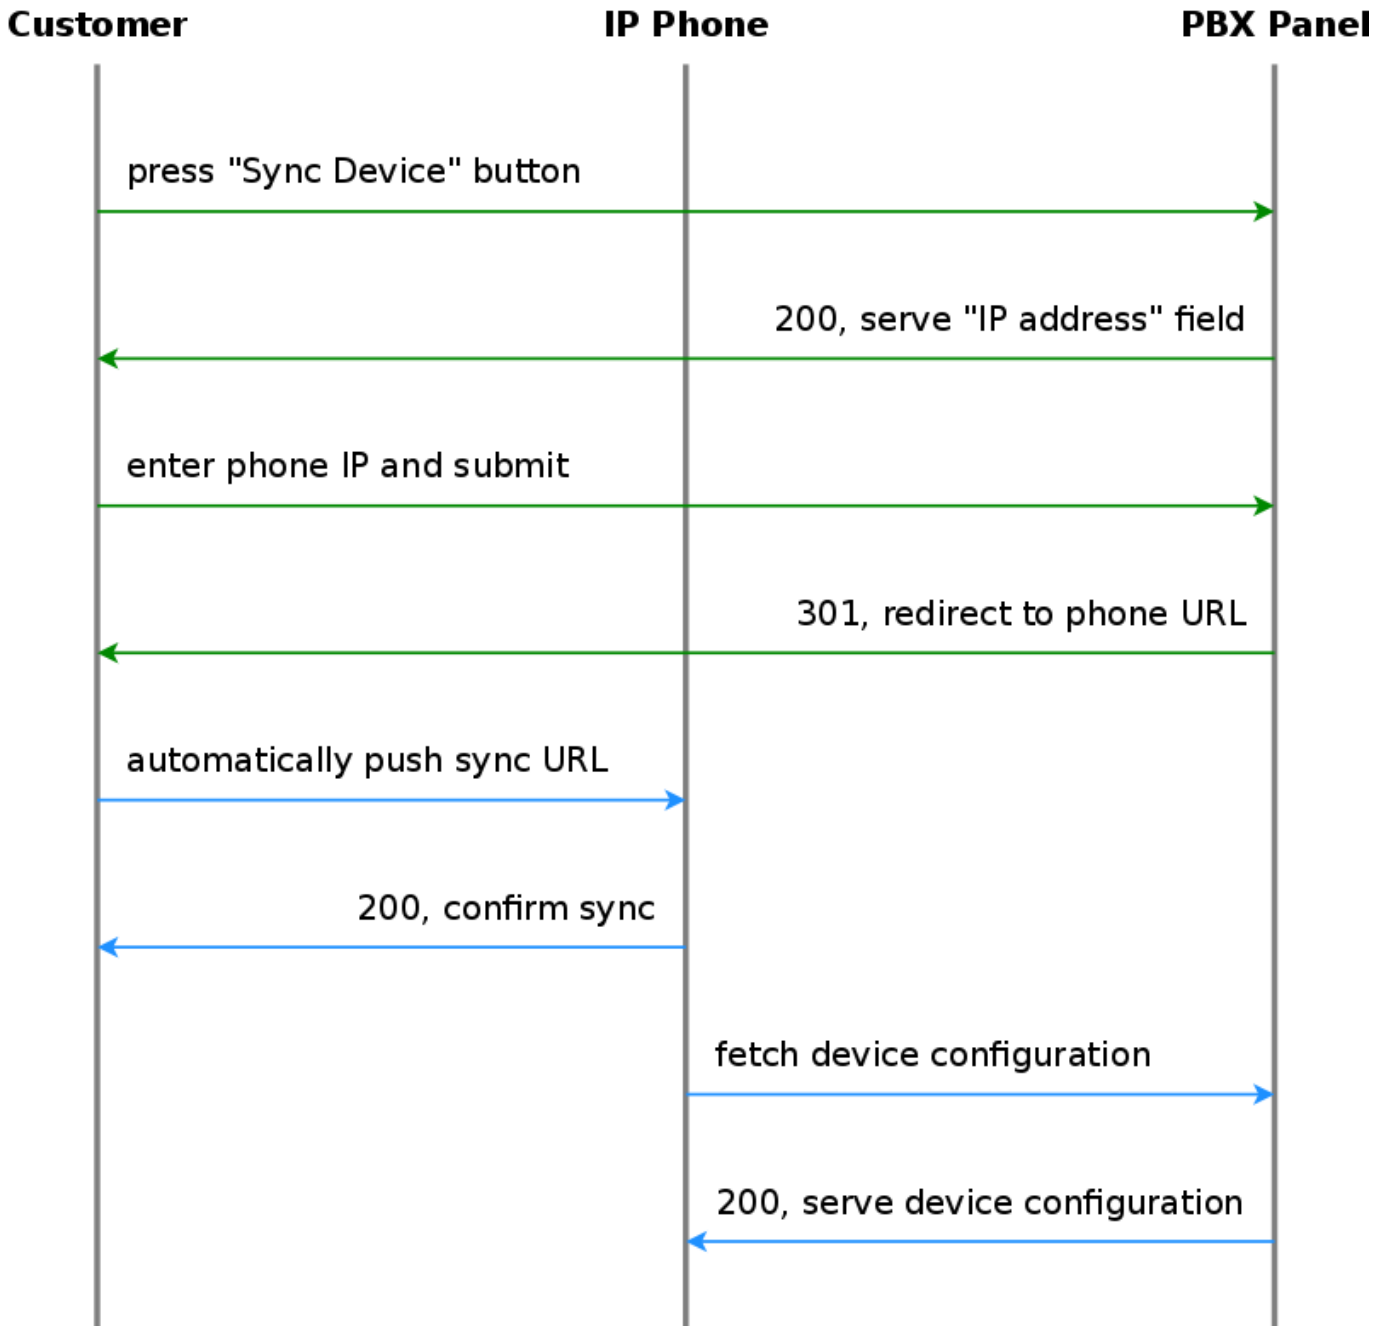 Customer IP Phone PBX Panel
press "Sync Device" button
200, serve "IP address" field
enter phone IP and submit
301, redirect to phone URL
automatically push sync URL
200, confirm sync
fetch device configuration
200, serve device configuration